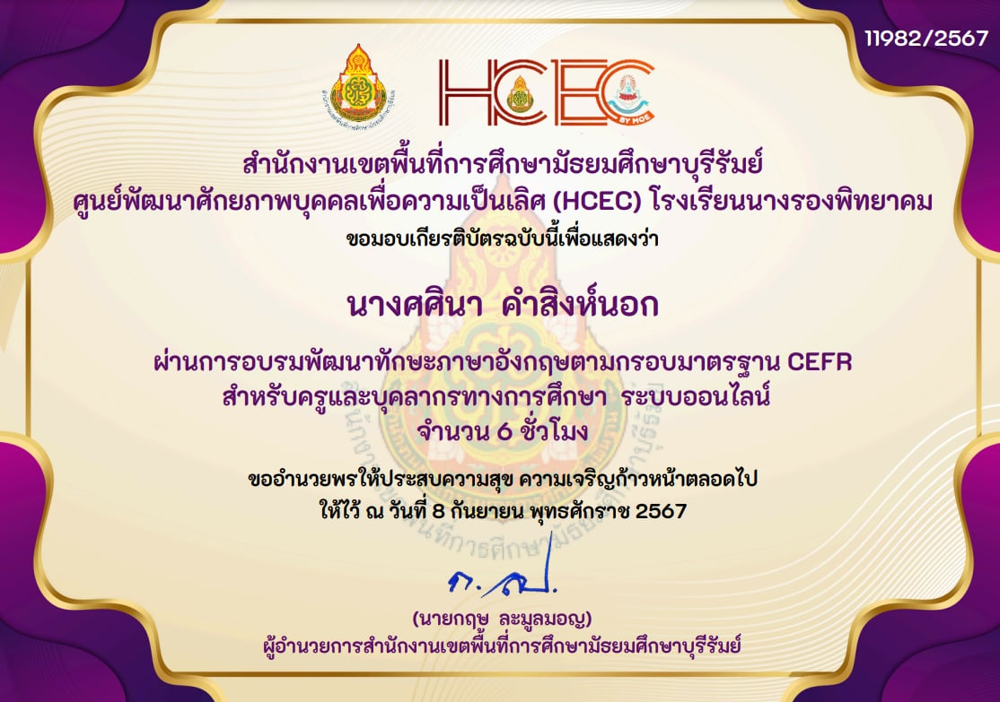 11982/2567
HCEC
BY MOE
สำนักงานเขตพื้นที่การศึกษามัธยมศึกษาบุรีรัมย์
ศูนย์พัฒนาศักยภาพบุคคลเพื่อความเป็นเลิศ (HCEC) โรงเรียนนางรองพิทยาคม
ขอมอบเกียรติบัตรฉบับนี้เพื่อแสดงว่า
นางศศินา คำสิงห์นอก
ผ่านการอบรมพัฒนาทักษะภาษาอังกฤษตามกรอบมาตรฐาน CEFR
สำหรับครูและบุคลากรทางการศึกษา ระบบออนไลน์
จำนวน 6 ชั่วโมง
ขออำนวยพรให้ประสบความสุข ความเจริญก้าวหน้าตลอดไป
ให้ไว้ ณ วันที่ 8 กันยายน พุทธศักราช 2567
(นายกฤษ ละมูลมอญ)
ผู้อำนวยการสำนักงานเขตพื้นที่การศึกษามัธยมศึกษาบุรีรัมย์